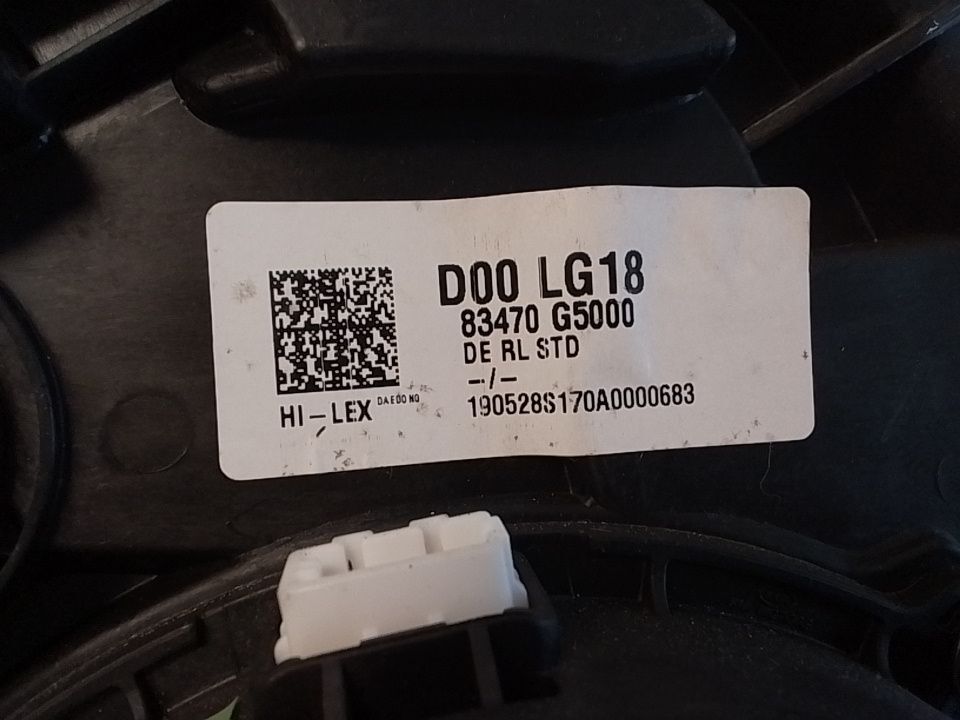 D00 LG18
83470 G5000
DE RL STD
-/-
190528S170A0000683
HI-LEX DAEDONG